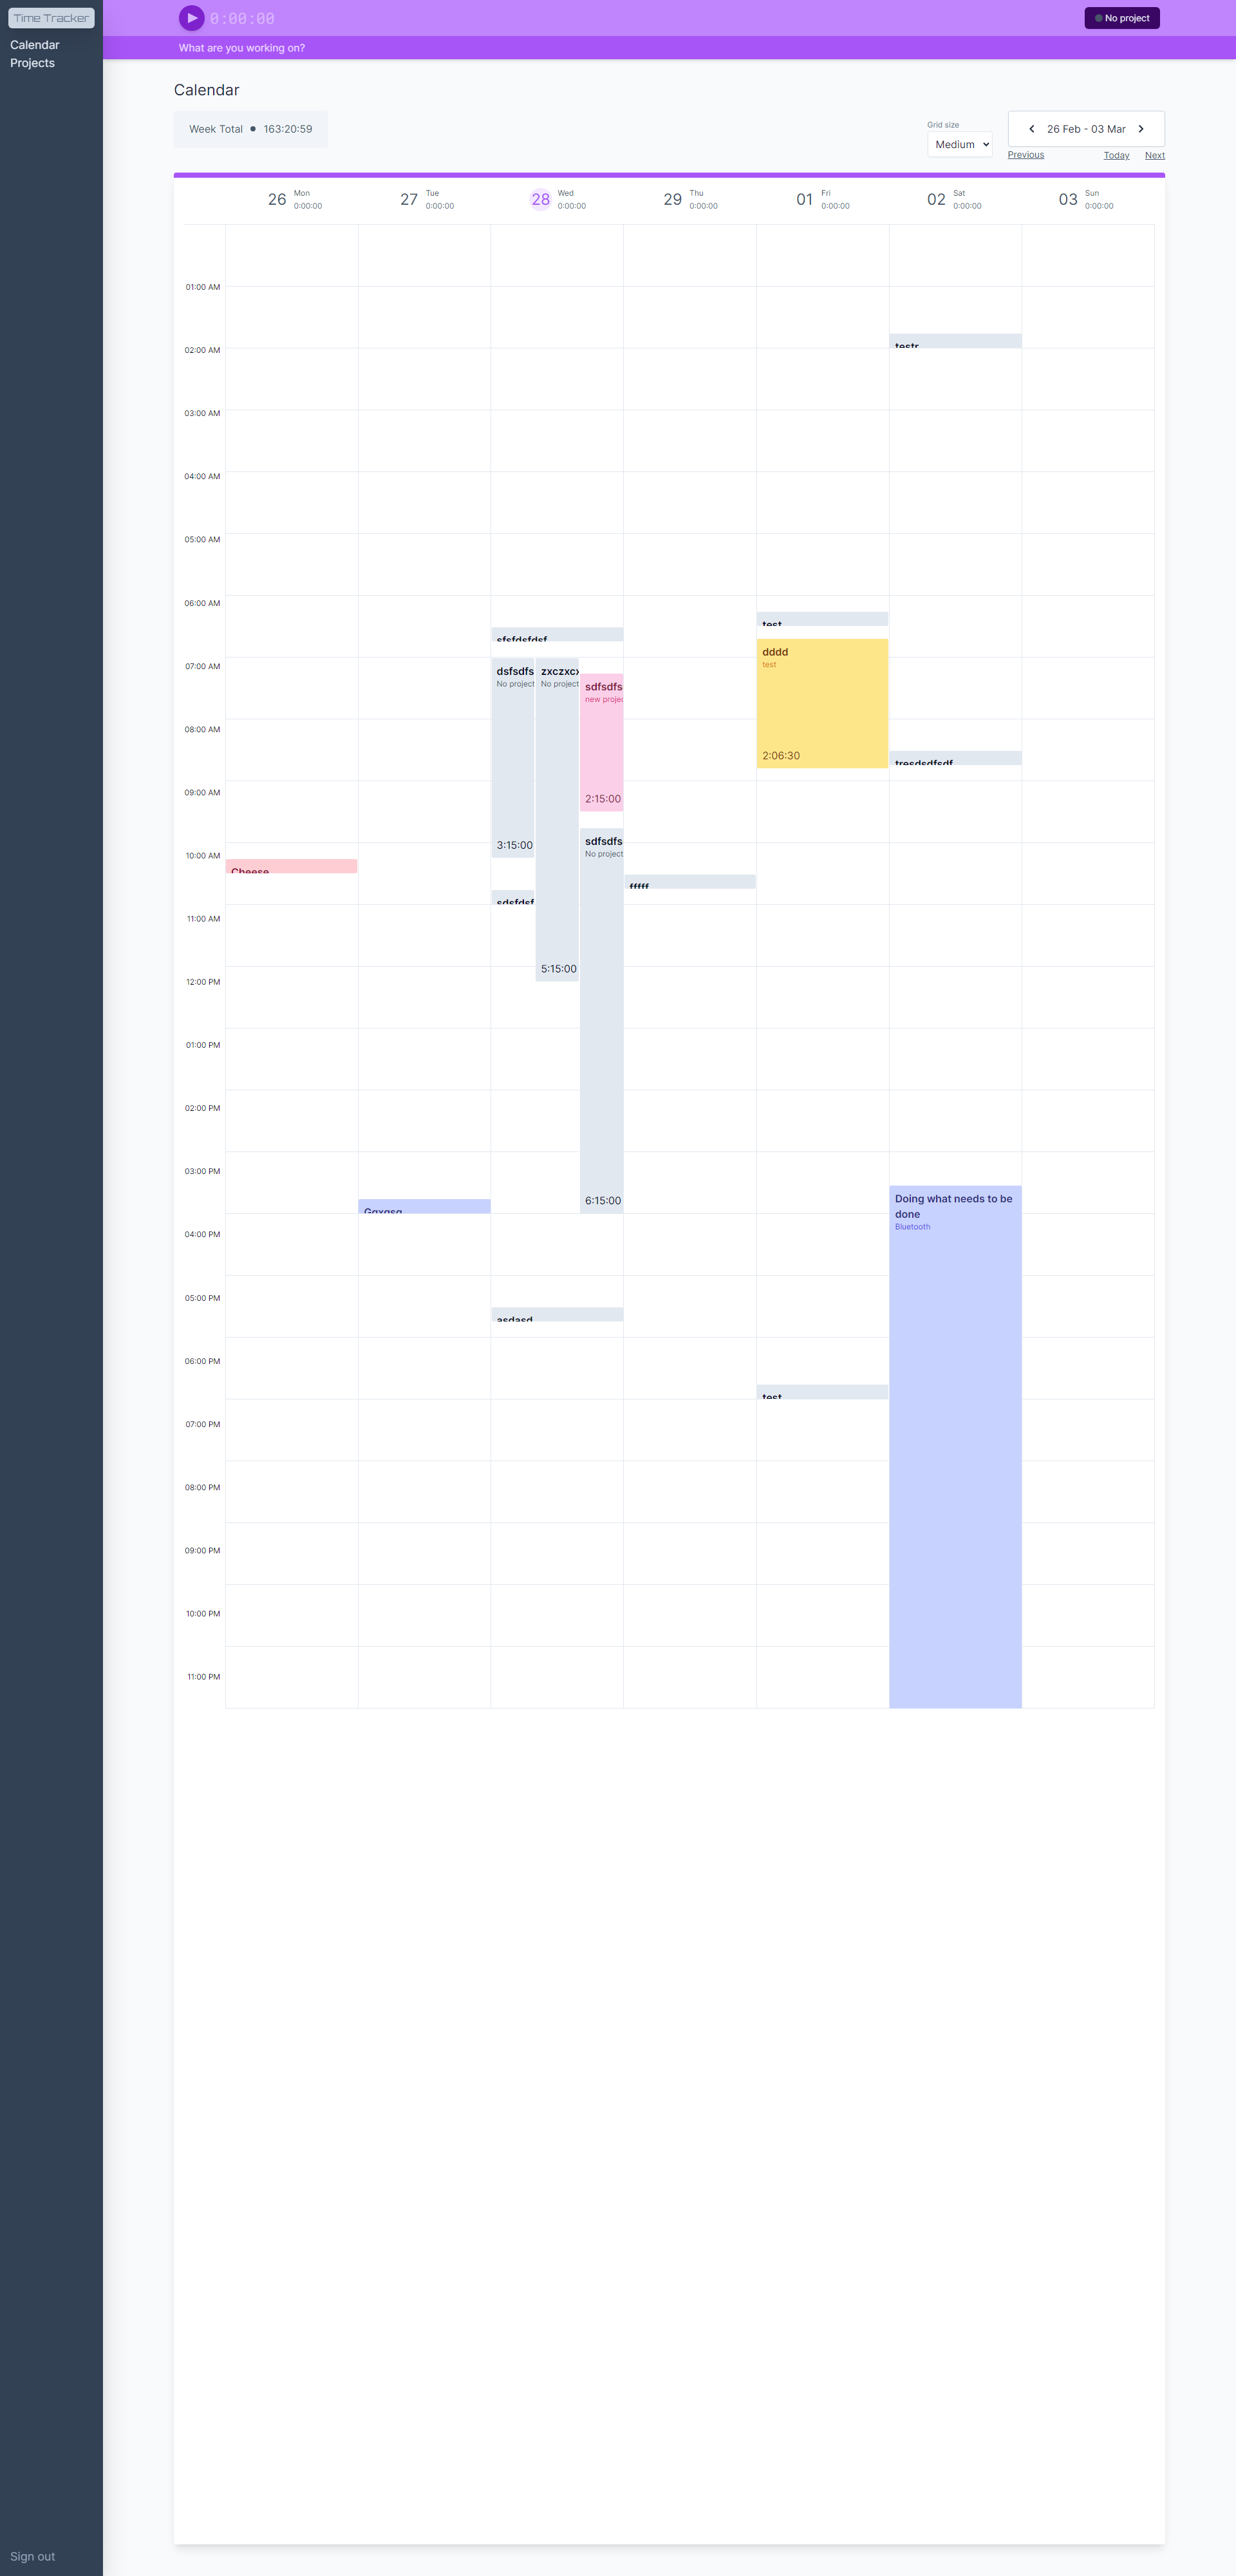 Time Tracker
Calendar
Projects
0:00:00
No project
What are you working on?
Calendar
Week Total • 163:20:59
Grid size
Medium
26 Feb - 03 Mar
Previous
Today
Next
26 Mon 0:00:00
27 Tue 0:00:00
28 Wed 0:00:00
29 Thu 0:00:00
01 Fri 0:00:00
02 Sat 0:00:00
03 Sun 0:00:00
01:00 AM
testr
02:00 AM
03:00 AM
04:00 AM
05:00 AM
06:00 AM
test
sfsfdsfdsf
dddd
test
2:06:30
07:00 AM
dsfsdfs
No project
3:15:00
zxczxcx
No project
5:15:00
sdfsdfs
new projec
2:15:00
08:00 AM
tresdsdfsdf
09:00 AM
sdfsdfs
No project
6:15:00
10:00 AM
Cheese
fffff
sdsfdsf
11:00 AM
12:00 PM
01:00 PM
02:00 PM
03:00 PM
Doing what needs to be
done
Bluetooth
04:00 PM
05:00 PM
asdasd
06:00 PM
test
07:00 PM
08:00 PM
09:00 PM
10:00 PM
11:00 PM
Sign out